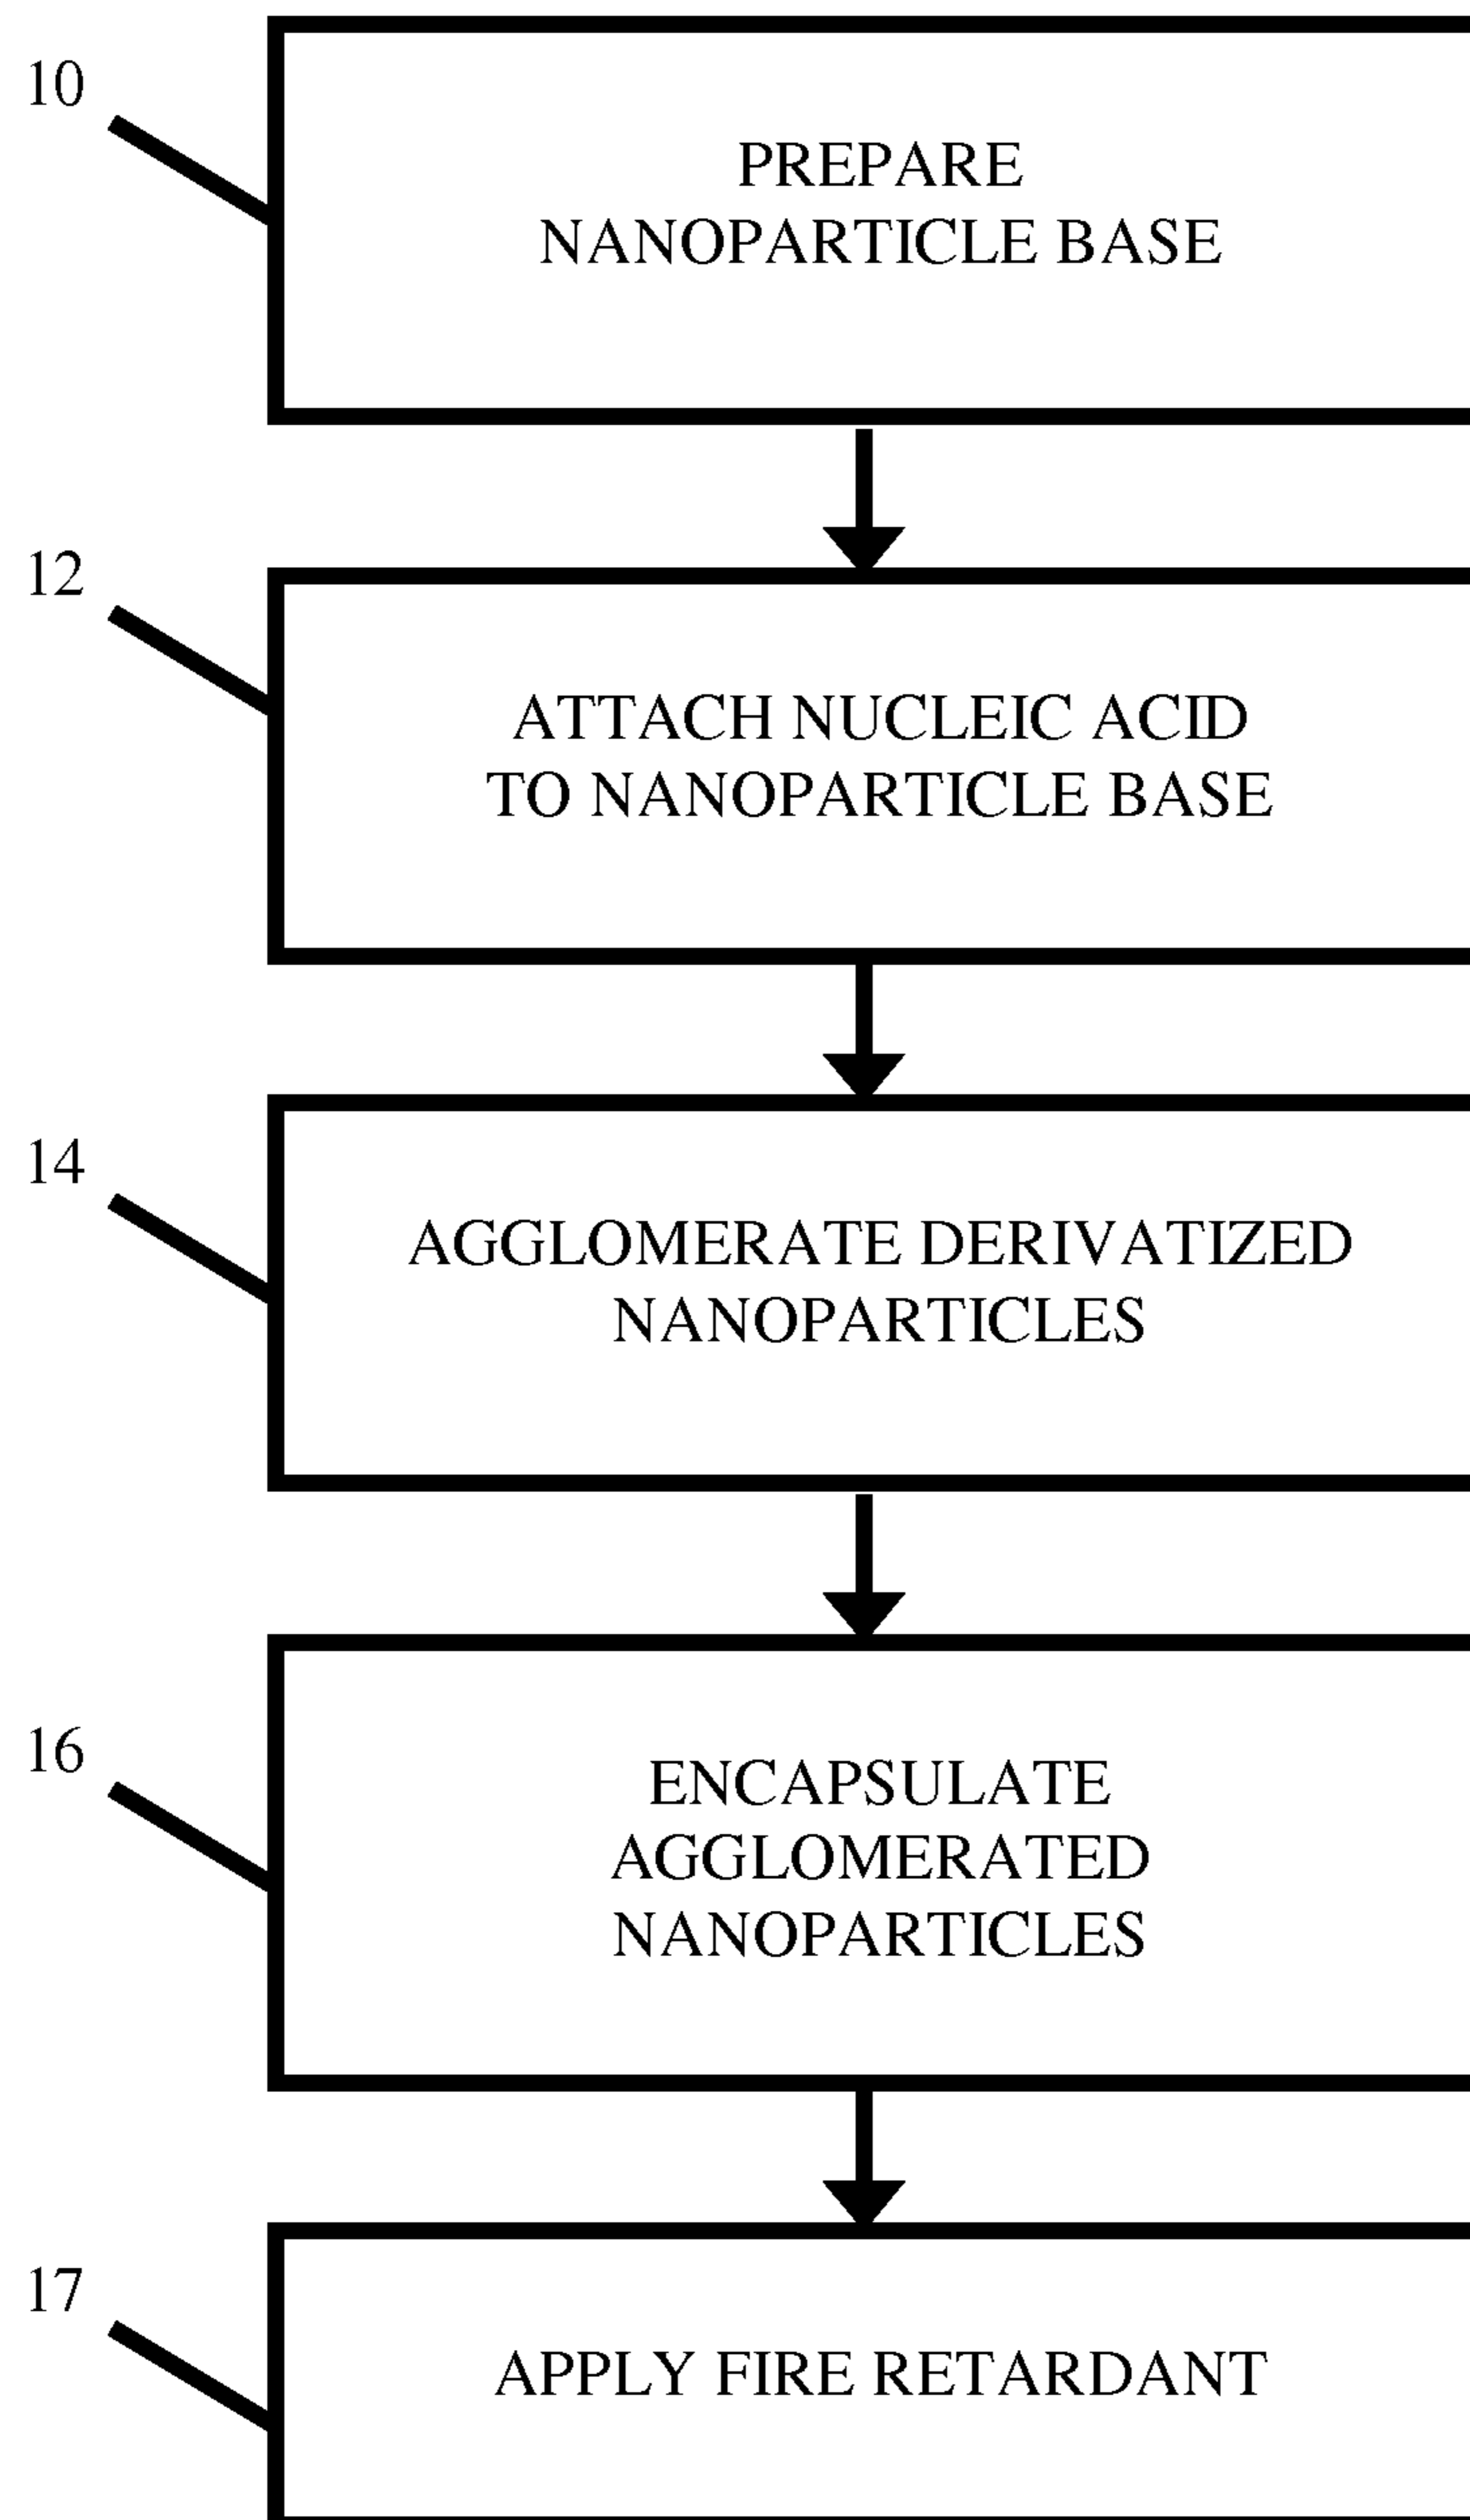 10
PREPARE
NANOPARTICLE BASE
12
ATTACH NUCLEIC ACID
TO NANOPARTICLE BASE
14
AGGLOMERATE DERIVATIZED
NANOPARTICLES
16
ENCAPSULATE
AGGLOMERATED
NANOPARTICLES
17
APPLY FIRE RETARDANT